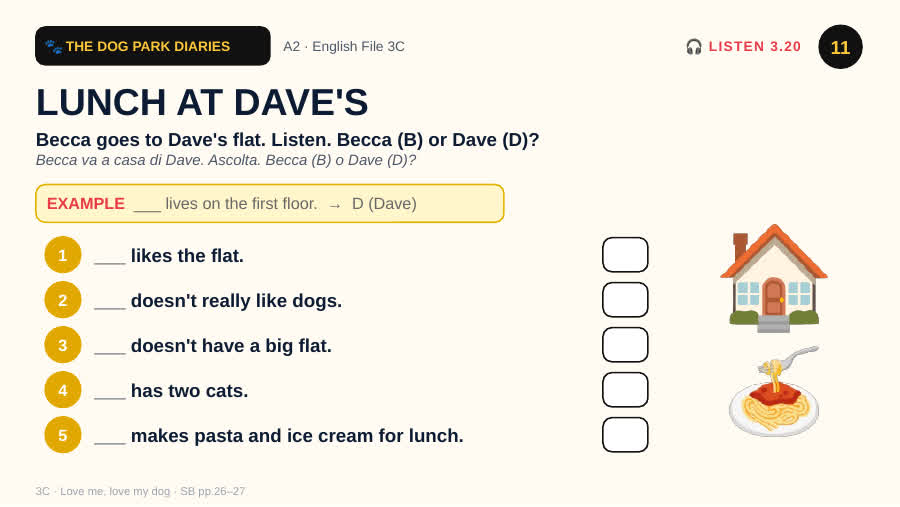 🐾 THE DOG PARK DIARIES A2 · English File 3C 🎧 LISTEN 3.20 11
LUNCH AT DAVE'S
Becca goes to Dave's flat. Listen. Becca (B) or Dave (D)?
Becca va a casa di Dave. Ascolta. Becca (B) o Dave (D)?
EXAMPLE ___ lives on the first floor. → D (Dave)
1 ___ likes the flat.
2 ___ doesn't really like dogs.
3 ___ doesn't have a big flat.
4 ___ has two cats.
5 ___ makes pasta and ice cream for lunch.
3C · Love me, love my dog · SB pp.26–27